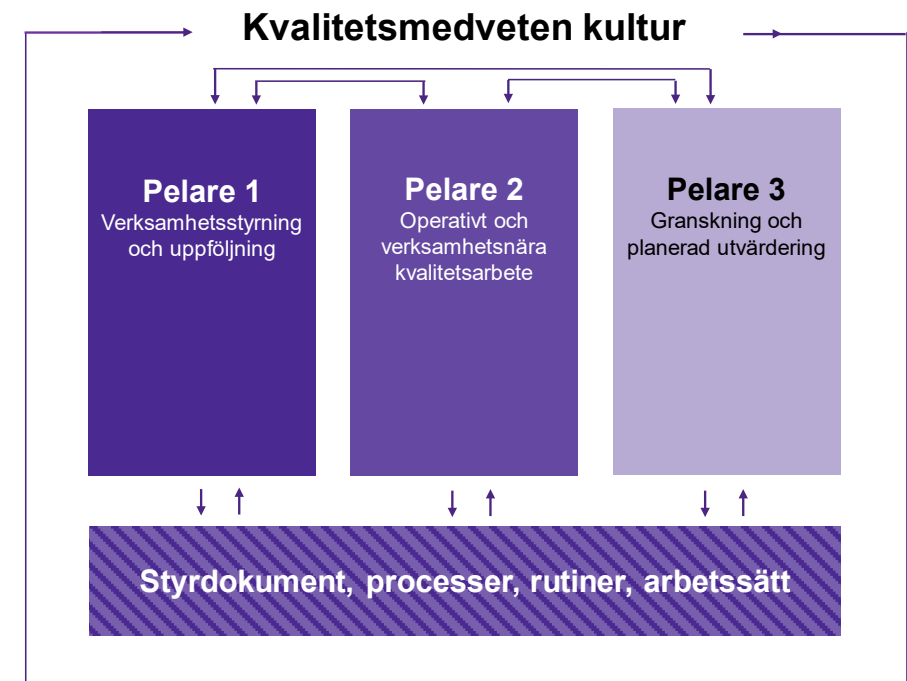 Kvalitetsmedveten kultur
Pelare 1
Verksamhetsstyrning
och uppföljning
Pelare 2
Operativt och
verksamhetsnära
kvalitetsarbete
Pelare 3
Granskning och
planerad utvärdering
Styrdokument, processer, rutiner, arbetssätt